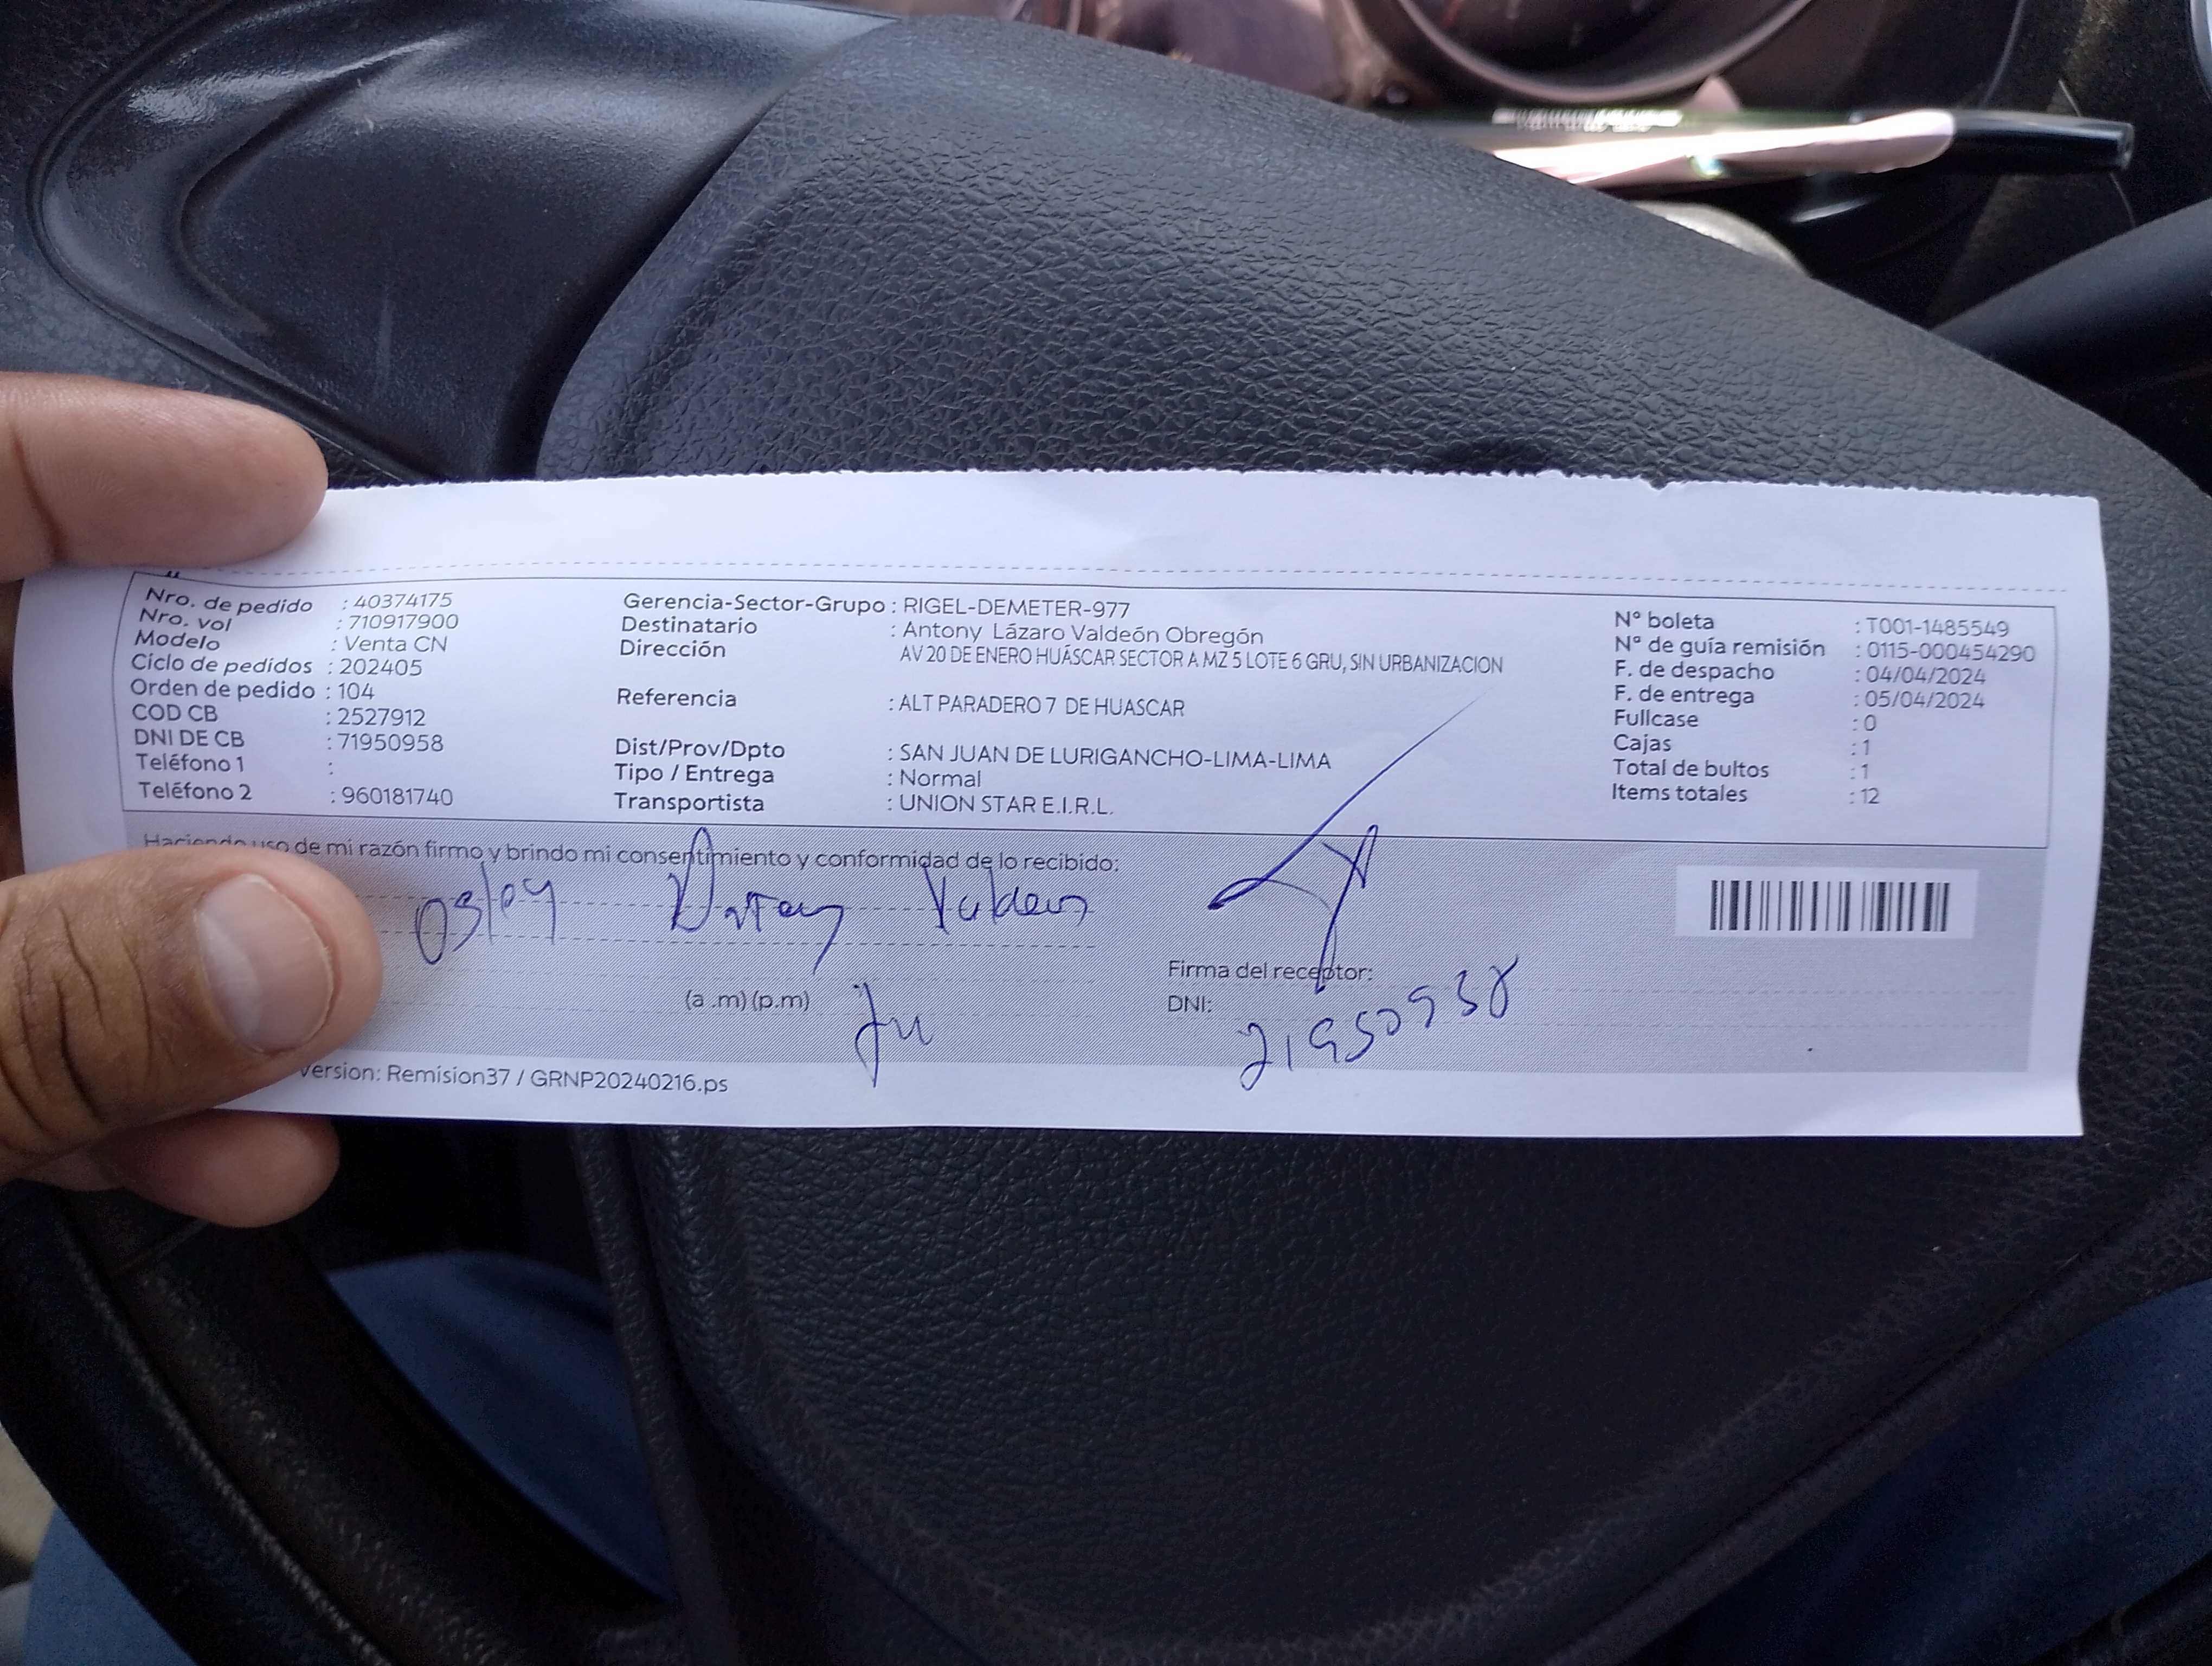 Nro. de pedido : 40374175
Nro. vol : 710917900
Modelo : Venta CN
Ciclo de pedidos : 202405
Orden de pedido : 104
COD CB : 2527912
DNI DE CB : 71950958
Teléfono 1 :
Teléfono 2 : 960181740
Gerencia-Sector-Grupo : RIGEL-DEMETER-977
Destinatario : Antony Lázaro Valdeón Obregón
Dirección : AV 20 DE ENERO HUÁSCAR SECTOR A MZ 5 LOTE 6 GRU, SIN URBANIZACION
Referencia : ALT PARADERO 7 DE HUASCAR
Dist/Prov/Dpto : SAN JUAN DE LURIGANCHO-LIMA-LIMA
Tipo / Entrega : Normal
Transportista : UNION STAR E.I.R.L.
N° boleta : T001-1485549
N° de guía remisión : 0115-000454290
F. de despacho : 04/04/2024
F. de entrega : 05/04/2024
Fullcase : 0
Cajas : 1
Total de bultos : 1
Items totales : 12
Haciendo uso de mi razón firmo y brindo mi consentimiento y conformidad de lo recibido:
Valdeon
Firma del receptor:
(a .m) (p.m)
DNI: 71950958
Version: Remision37 / GRNP20240216.ps